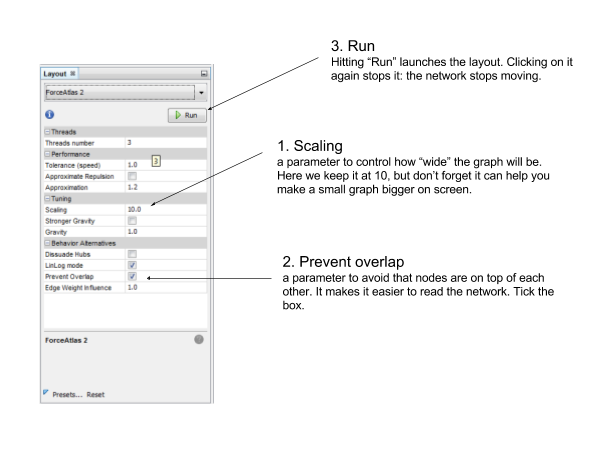 3. Run
Hitting “Run” launches the layout. Clicking on it
again stops it: the network stops moving.
Layout
ForceAtlas 2
Run
Threads
Threads number 3
Performance
Tolerance (speed) 1.0
3
Approximate Repulsion
Approximation 1.2
Tuning
Scaling 10.0
Stronger Gravity
Gravity 1.0
Behavior Alternatives
Dissuade Hubs
LinLog mode
Prevent Overlap
Edge Weight Influence 1.0
ForceAtlas 2
Presets... Reset
1. Scaling
a parameter to control how “wide” the graph will be.
Here we keep it at 10, but don’t forget it can help you
make a small graph bigger on screen.
2. Prevent overlap
a parameter to avoid that nodes are on top of each
other. It makes it easier to read the network. Tick the
box.